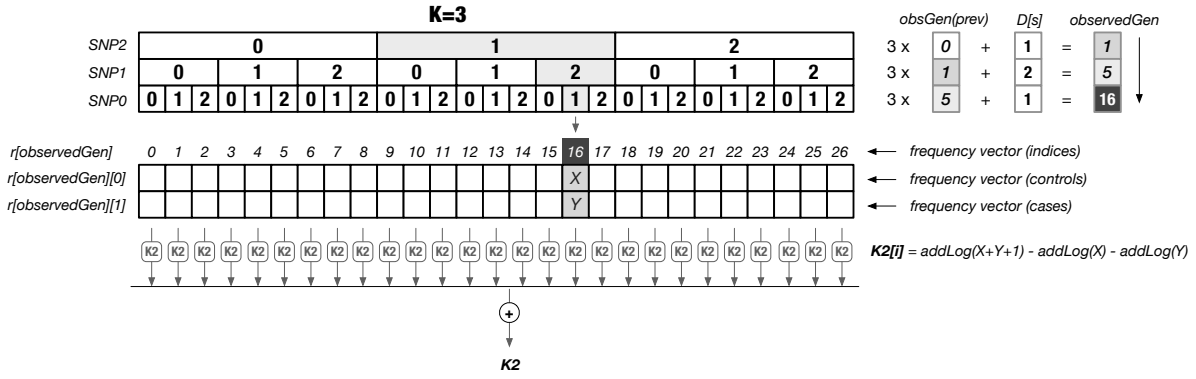 K=3
obsGen(prev) D[s] observedGen
SNP2 0 1 2
3 x 0 + 1 = 1
SNP1 0 1 2 0 1 2 0 1 2
3 x 1 + 2 = 5
SNP0 0 1 2 0 1 2 0 1 2 0 1 2 0 1 2 0 1 2 0 1 2 0 1 2 0 1 2
3 x 5 + 1 = 16
r[observedGen] 0 1 2 3 4 5 6 7 8 9 10 11 12 13 14 15 16 17 18 19 20 21 22 23 24 25 26 frequency vector (indices)
r[observedGen][0] X frequency vector (controls)
r[observedGen][1] Y frequency vector (cases)
K2 K2 K2 K2 K2 K2 K2 K2 K2 K2 K2 K2 K2 K2 K2 K2 K2 K2 K2 K2 K2 K2 K2 K2 K2 K2 K2 K2[i] = addLog(X+Y+1) - addLog(X) - addLog(Y)
+
K2